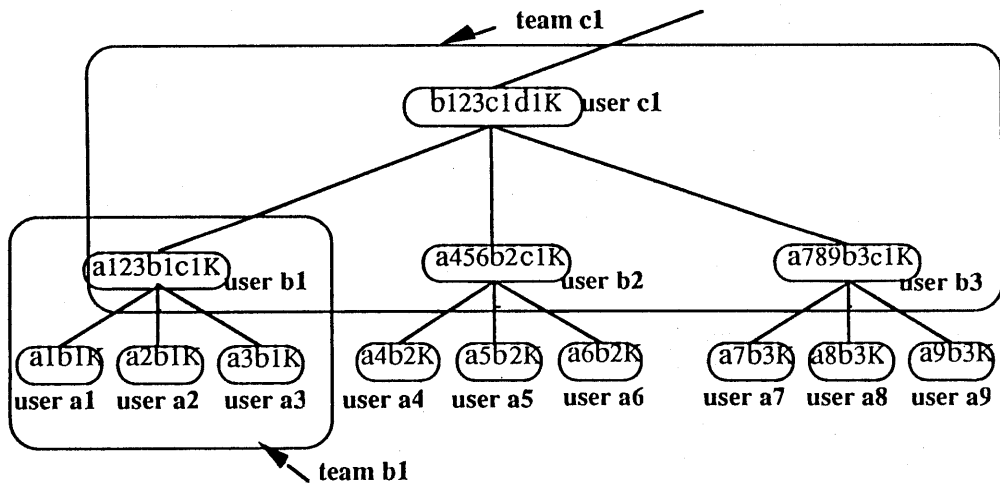 team c1
b123c1d1K user c1
a123b1c1K user b1
a456b2c1K user b2
a789b3c1K user b3
a1b1K a2b1K a3b1K a4b2K a5b2K a6b2K a7b3K a8b3K a9b3K
user a1 user a2 user a3 user a4 user a5 user a6 user a7 user a8 user a9
team b1